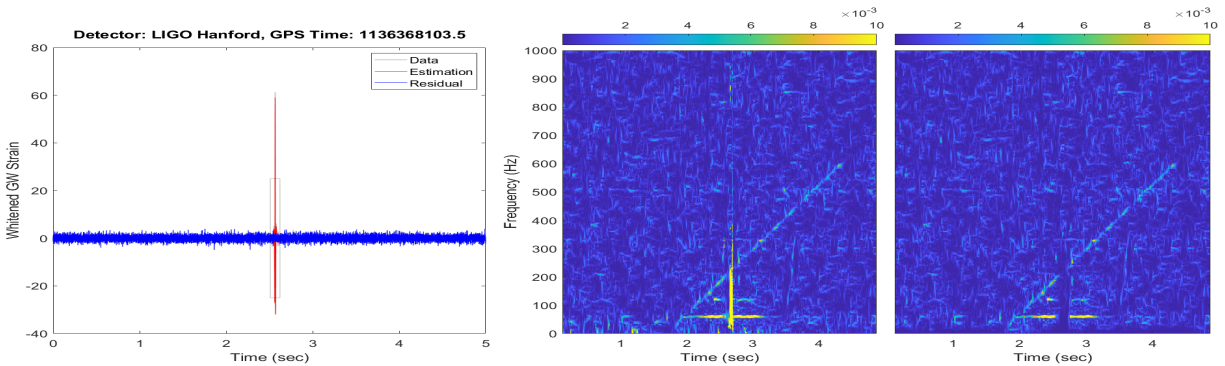 Detector: LIGO Hanford, GPS Time: 1136368103.5
Whitened GW Strain
80
60
40
20
0
-20
-40
0 1 2 3 4 5
Time (sec)
Data
Estimation
Residual
×10⁻³
2 4 6 8 10
Frequency (Hz)
1000
900
800
700
600
500
400
300
200
100
0
1 2 3 4
Time (sec)
×10⁻³
2 4 6 8 10
1 2 3 4
Time (sec)